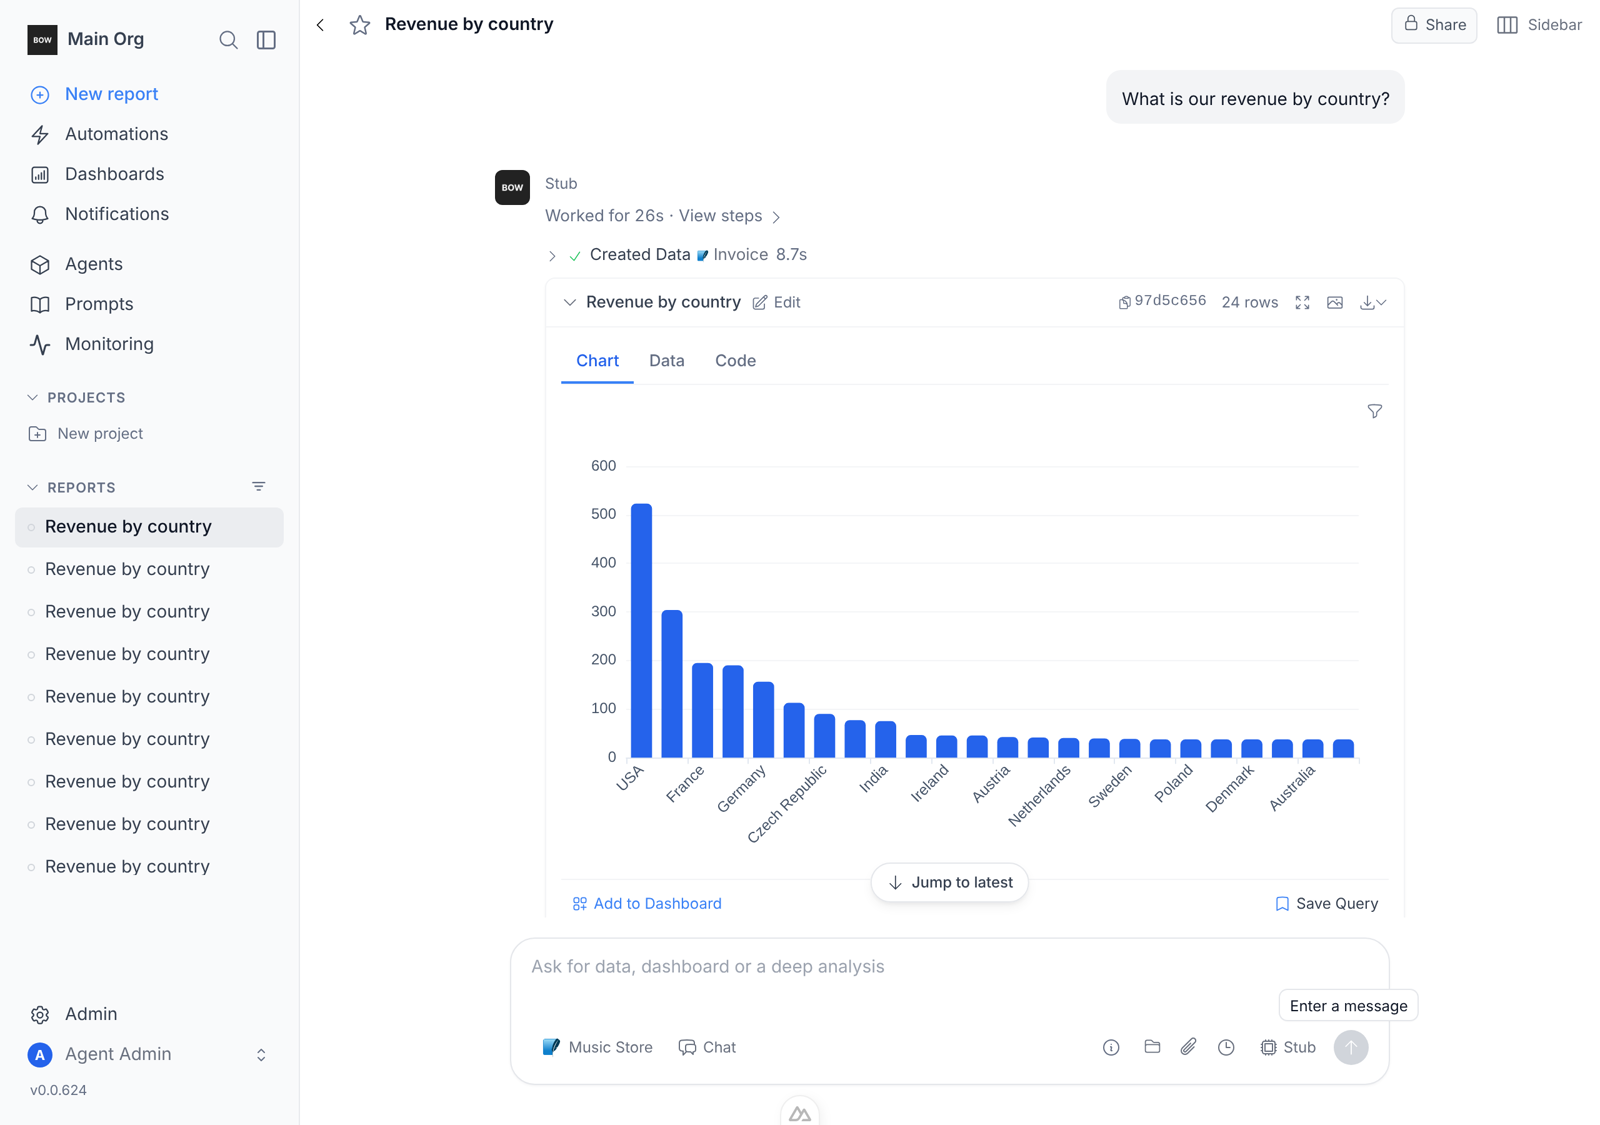 BOW Main Org
New report
Automations
Dashboards
Notifications
Agents
Prompts
Monitoring
PROJECTS
New project
REPORTS
Revenue by country
Revenue by country
Revenue by country
Revenue by country
Revenue by country
Revenue by country
Revenue by country
Revenue by country
Revenue by country
Admin
A Agent Admin
v0.0.624
Revenue by country
Share
Sidebar
What is our revenue by country?
BOW Stub
Worked for 26s · View steps
Created Data Invoice 8.7s
Revenue by country Edit
97d5c656 24 rows
Chart Data Code
600
500
400
300
200
100
0
USA
France
Germany
Czech Republic
India
Ireland
Austria
Netherlands
Sweden
Poland
Denmark
Australia
Jump to latest
Add to Dashboard
Save Query
Ask for data, dashboard or a deep analysis
Enter a message
Music Store Chat
Stub